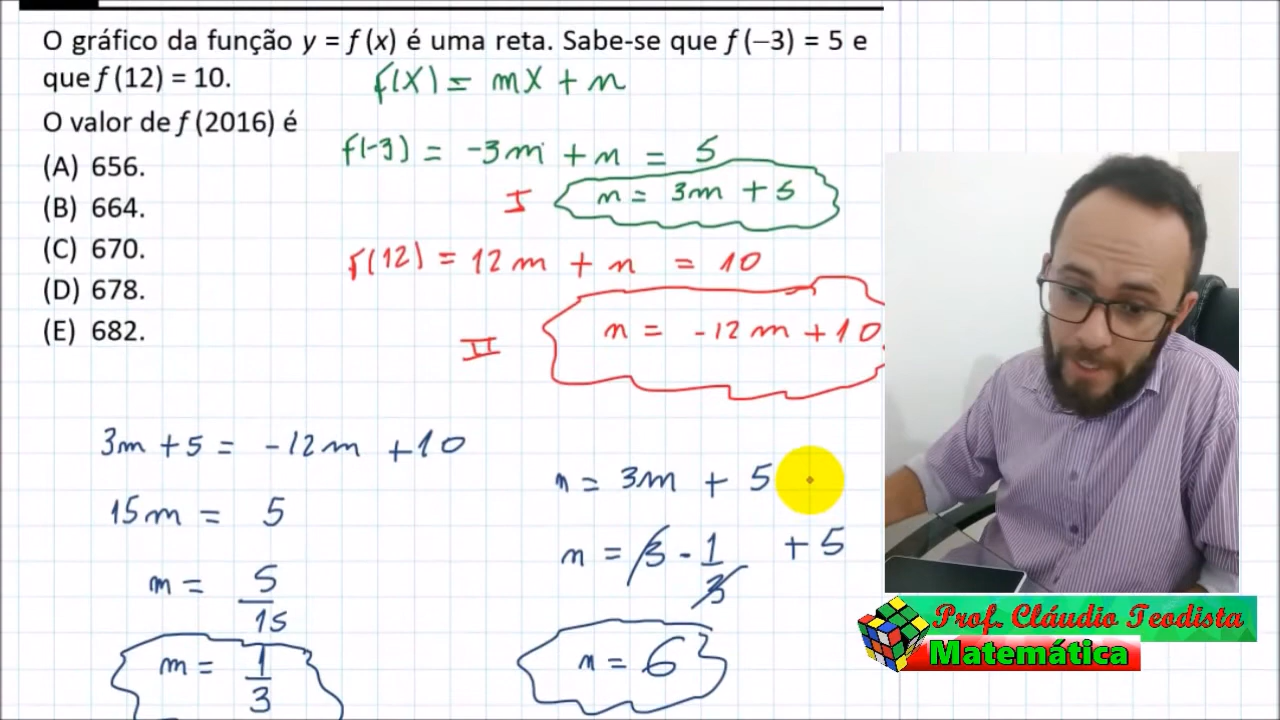 O gráfico da função y = f (x) é uma reta. Sabe-se que f (−3) = 5 e
que f (12) = 10.
f(x) = mx + n
O valor de f (2016) é
(A) 656.
(B) 664.
(C) 670.
(D) 678.
(E) 682.
f(-3) = -3m + n = 5
I n = 3m + 5
f(12) = 12m + n = 10
II n = -12m + 10
3m + 5 = -12m + 10
15m = 5
m = 5/15
m = 1/3
n = 3m + 5
n = 3 - 1/3 + 5
n = 6
Prof. Cláudio Teodista
Matemática